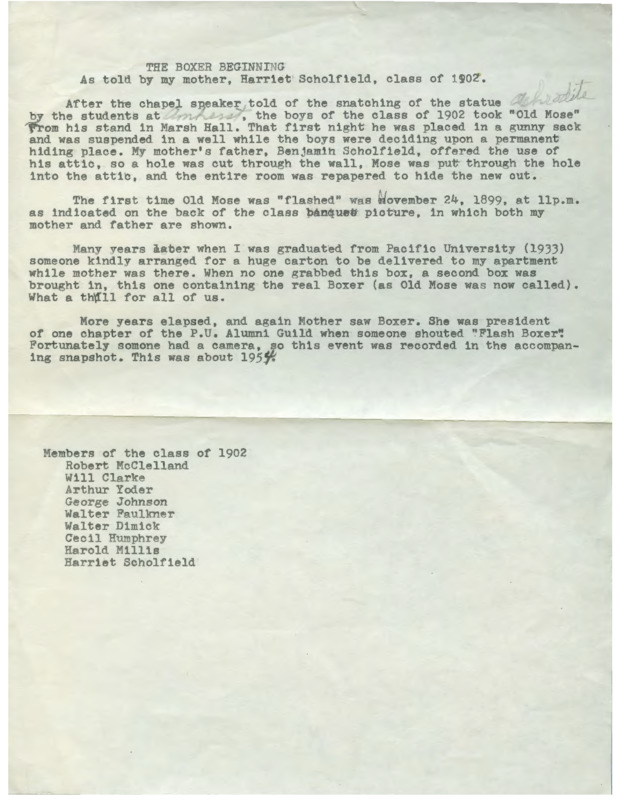 THE BOXER BEGINNING
As told by my mother, Harriet Scholfield, class of 1902.
After the chapel speaker told of the snatching of the statue aphradite
by the students at Amherst, the boys of the class of 1902 took "Old Mose"
from his stand in Marsh Hall. That first night he was placed in a gunny sack
and was suspended in a well while the boys were deciding upon a permanent
hiding place. My mother's father, Benjamin Scholfield, offered the use of
his attic, so a hole was cut through the wall, Mose was put through the hole
into the attic, and the entire room was repapered to hide the new cut.
The first time Old Mose was "flashed" was November 24, 1899, at 11p.m.
as indicated on the back of the class banquet picture, in which both my
mother and father are shown.
Many years later when I was graduated from Pacific University (1933)
someone kindly arranged for a huge carton to be delivered to my apartment
while mother was there. When no one grabbed this box, a second box was
brought in, this one containing the real Boxer (as Old Mose was now called).
What a thrill for all of us.
More years elapsed, and again Mother saw Boxer. She was president
of one chapter of the P.U. Alumni Guild when someone shouted "Flash Boxer".
Fortunately somone had a camera, so this event was recorded in the accompan-
ing snapshot. This was about 1954.
Members of the class of 1902
Robert McClelland
Will Clarke
Arthur Yoder
George Johnson
Walter Faulkner
Walter Dimick
Cecil Humphrey
Harold Millis
Harriet Scholfield